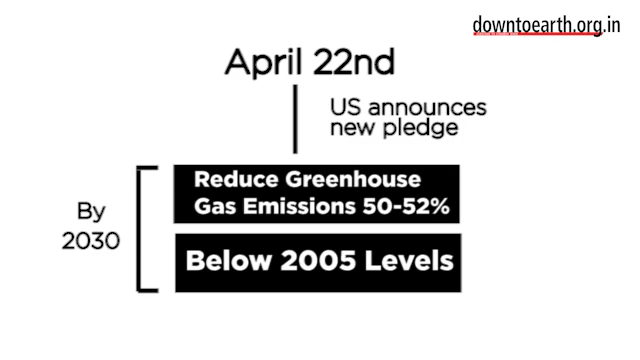 downtoearth.org.in
April 22nd
US announces
new pledge
By
2030
Reduce Greenhouse
Gas Emissions 50-52%
Below 2005 Levels